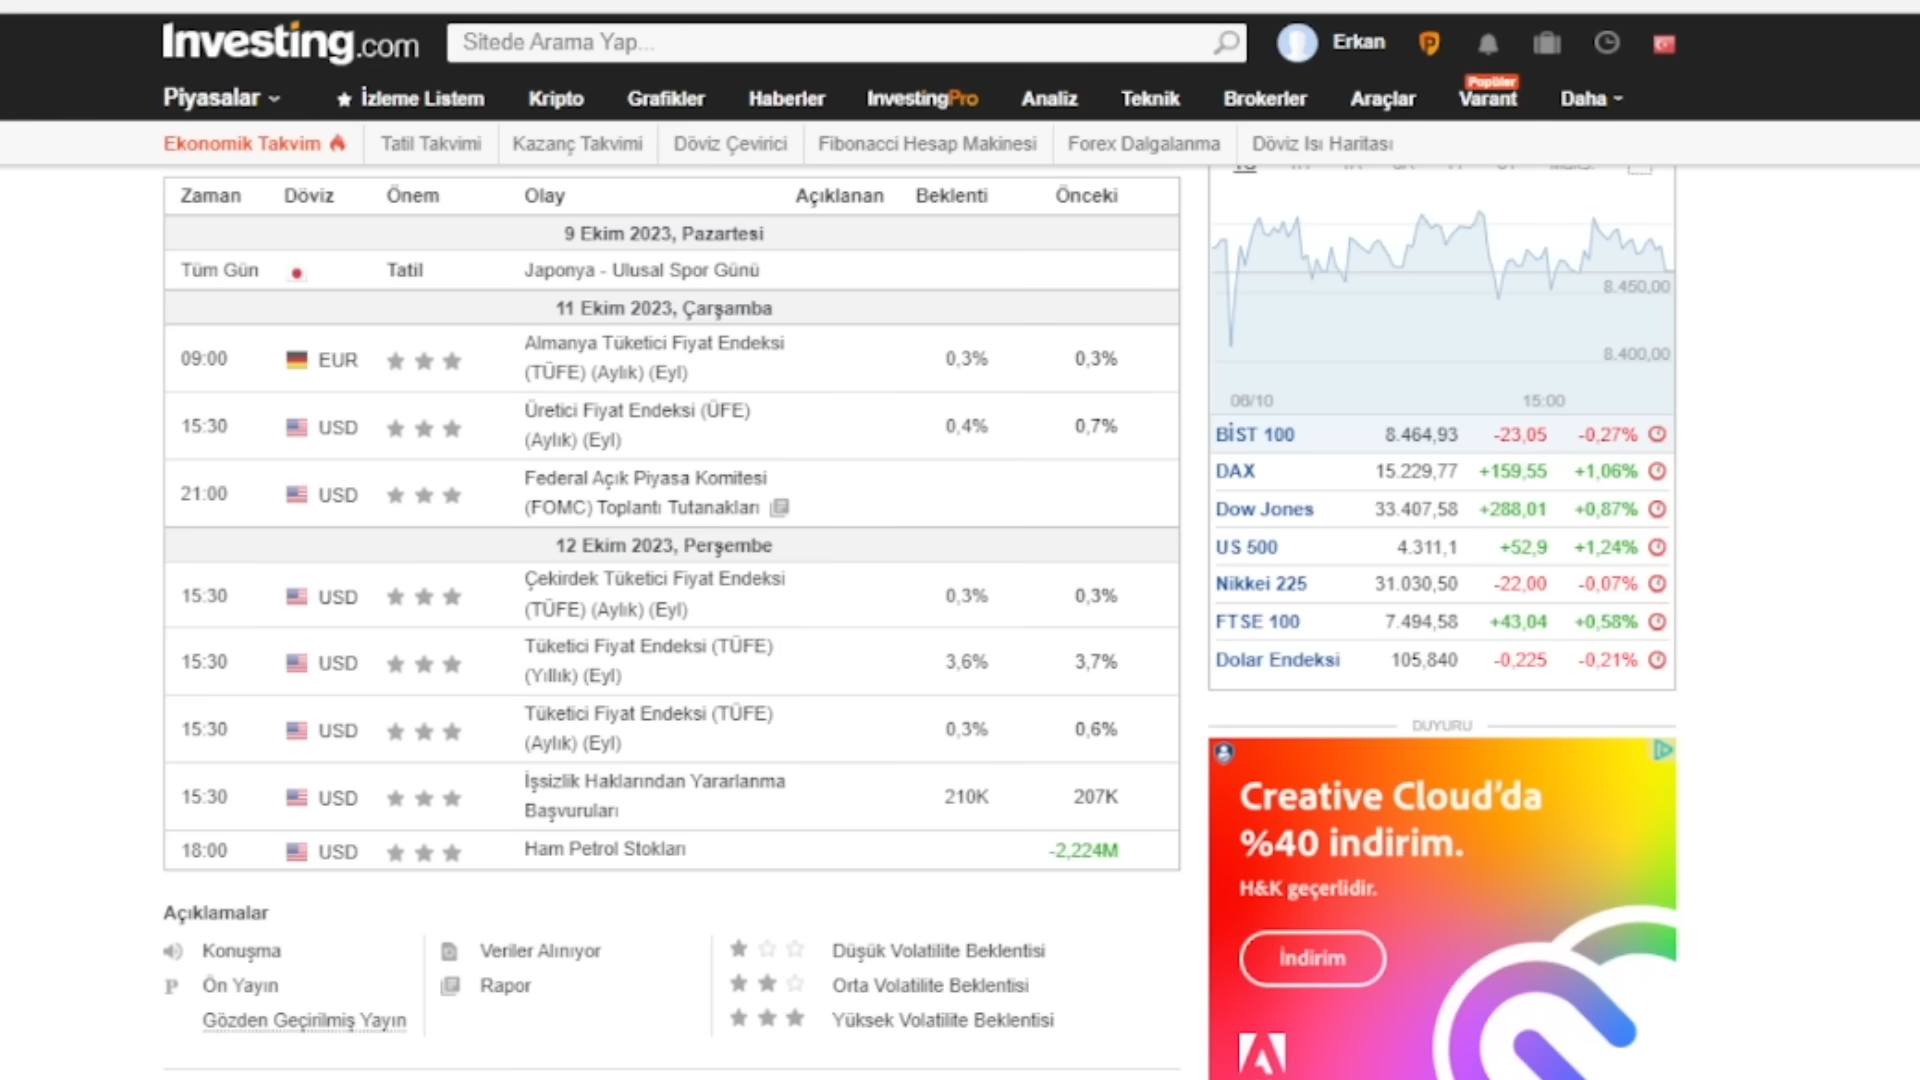 Investing.com
Sitede Arama Yap...
Erkan
Piyasalar
İzleme Listem
Kripto
Grafikler
Haberler
InvestingPro
Analiz
Teknik
Brokerler
Araçlar
Popüler
Varant
Daha
Ekonomik Takvim
Tatil Takvimi
Kazanç Takvimi
Döviz Çevirici
Fibonacci Hesap Makinesi
Forex Dalgalanma
Döviz Isı Haritası
Zaman Döviz Önem Olay Açıklanan Beklenti Önceki
9 Ekim 2023, Pazartesi
Tüm Gün Tatil Japonya - Ulusal Spor Günü
11 Ekim 2023, Çarşamba
09:00 EUR Almanya Tüketici Fiyat Endeksi
(TÜFE) (Aylık) (Eyl) 0,3% 0,3%
15:30 USD Üretici Fiyat Endeksi (ÜFE)
(Aylık) (Eyl) 0,4% 0,7%
21:00 USD Federal Açık Piyasa Komitesi
(FOMC) Toplantı Tutanakları
12 Ekim 2023, Perşembe
15:30 USD Çekirdek Tüketici Fiyat Endeksi
(TÜFE) (Aylık) (Eyl) 0,3% 0,3%
15:30 USD Tüketici Fiyat Endeksi (TÜFE)
(Yıllık) (Eyl) 3,6% 3,7%
15:30 USD Tüketici Fiyat Endeksi (TÜFE)
(Aylık) (Eyl) 0,3% 0,6%
15:30 USD İşsizlik Haklarından Yararlanma
Başvuruları 210K 207K
18:00 USD Ham Petrol Stokları -2,224M
Açıklamalar
Konuşma
Ön Yayın
P
Gözden Geçirilmiş Yayın
Veriler Alınıyor
Rapor
Düşük Volatilite Beklentisi
Orta Volatilite Beklentisi
Yüksek Volatilite Beklentisi
8.450,00
8.400,00
06/10 15:00
BİST 100 8.464,93 -23,05 -0,27%
DAX 15.229,77 +159,55 +1,06%
Dow Jones 33.407,58 +288,01 +0,87%
US 500 4.311,1 +52,9 +1,24%
Nikkei 225 31.030,50 -22,00 -0,07%
FTSE 100 7.494,58 +43,04 +0,58%
Dolar Endeksi 105,840 -0,225 -0,21%
DUYURU
Creative Cloud'da
%40 indirim.
H&K geçerlidir.
İndirim